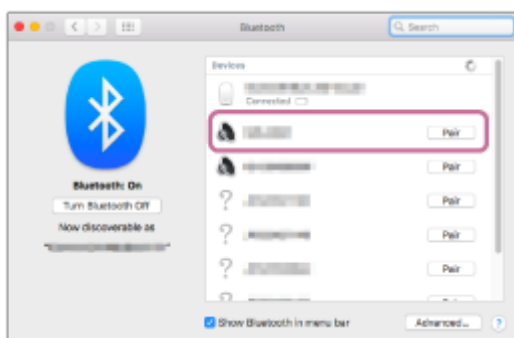 Bluetooth
Search
Devices
Connected
Pair
Pair
Pair
Pair
Pair
Bluetooth: On
Turn Bluetooth Off
Now discoverable as
Show Bluetooth in menu bar
Advanced...
?